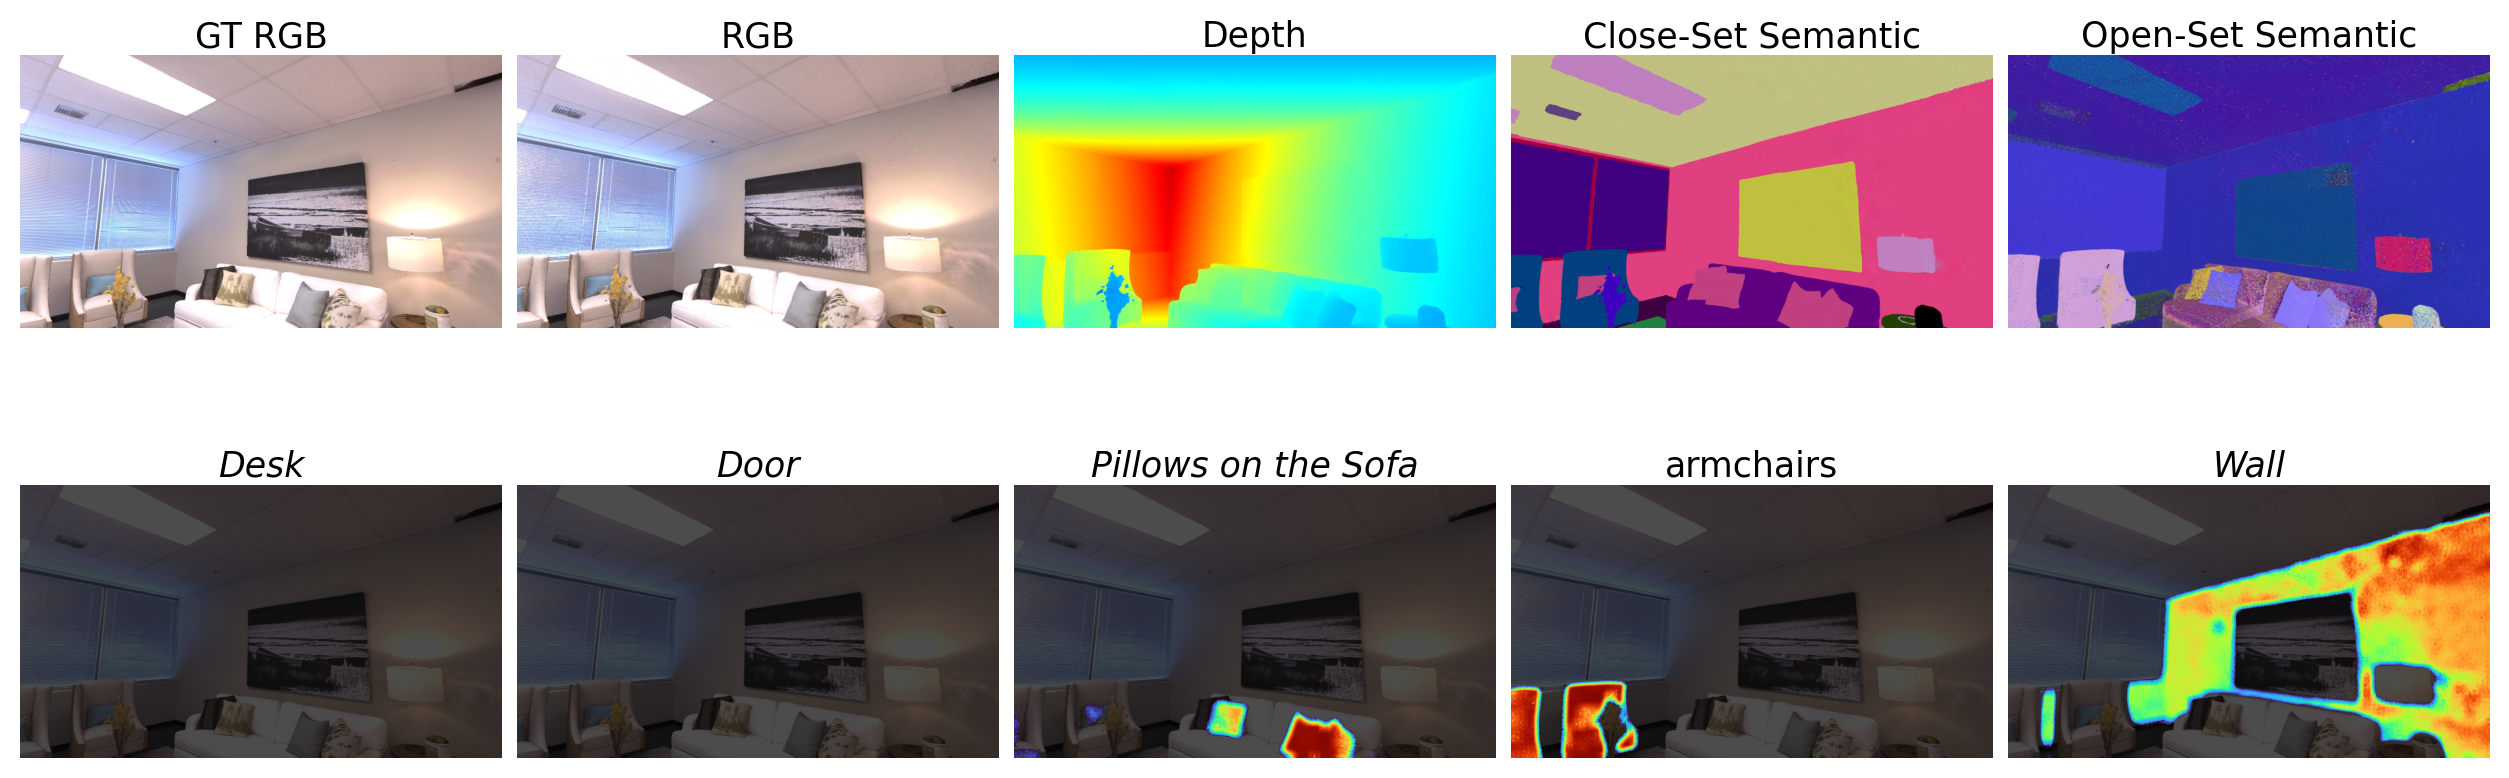 GT RGB
RGB
Depth
Close-Set Semantic
Open-Set Semantic
Desk
Door
Pillows on the Sofa
armchairs
Wall